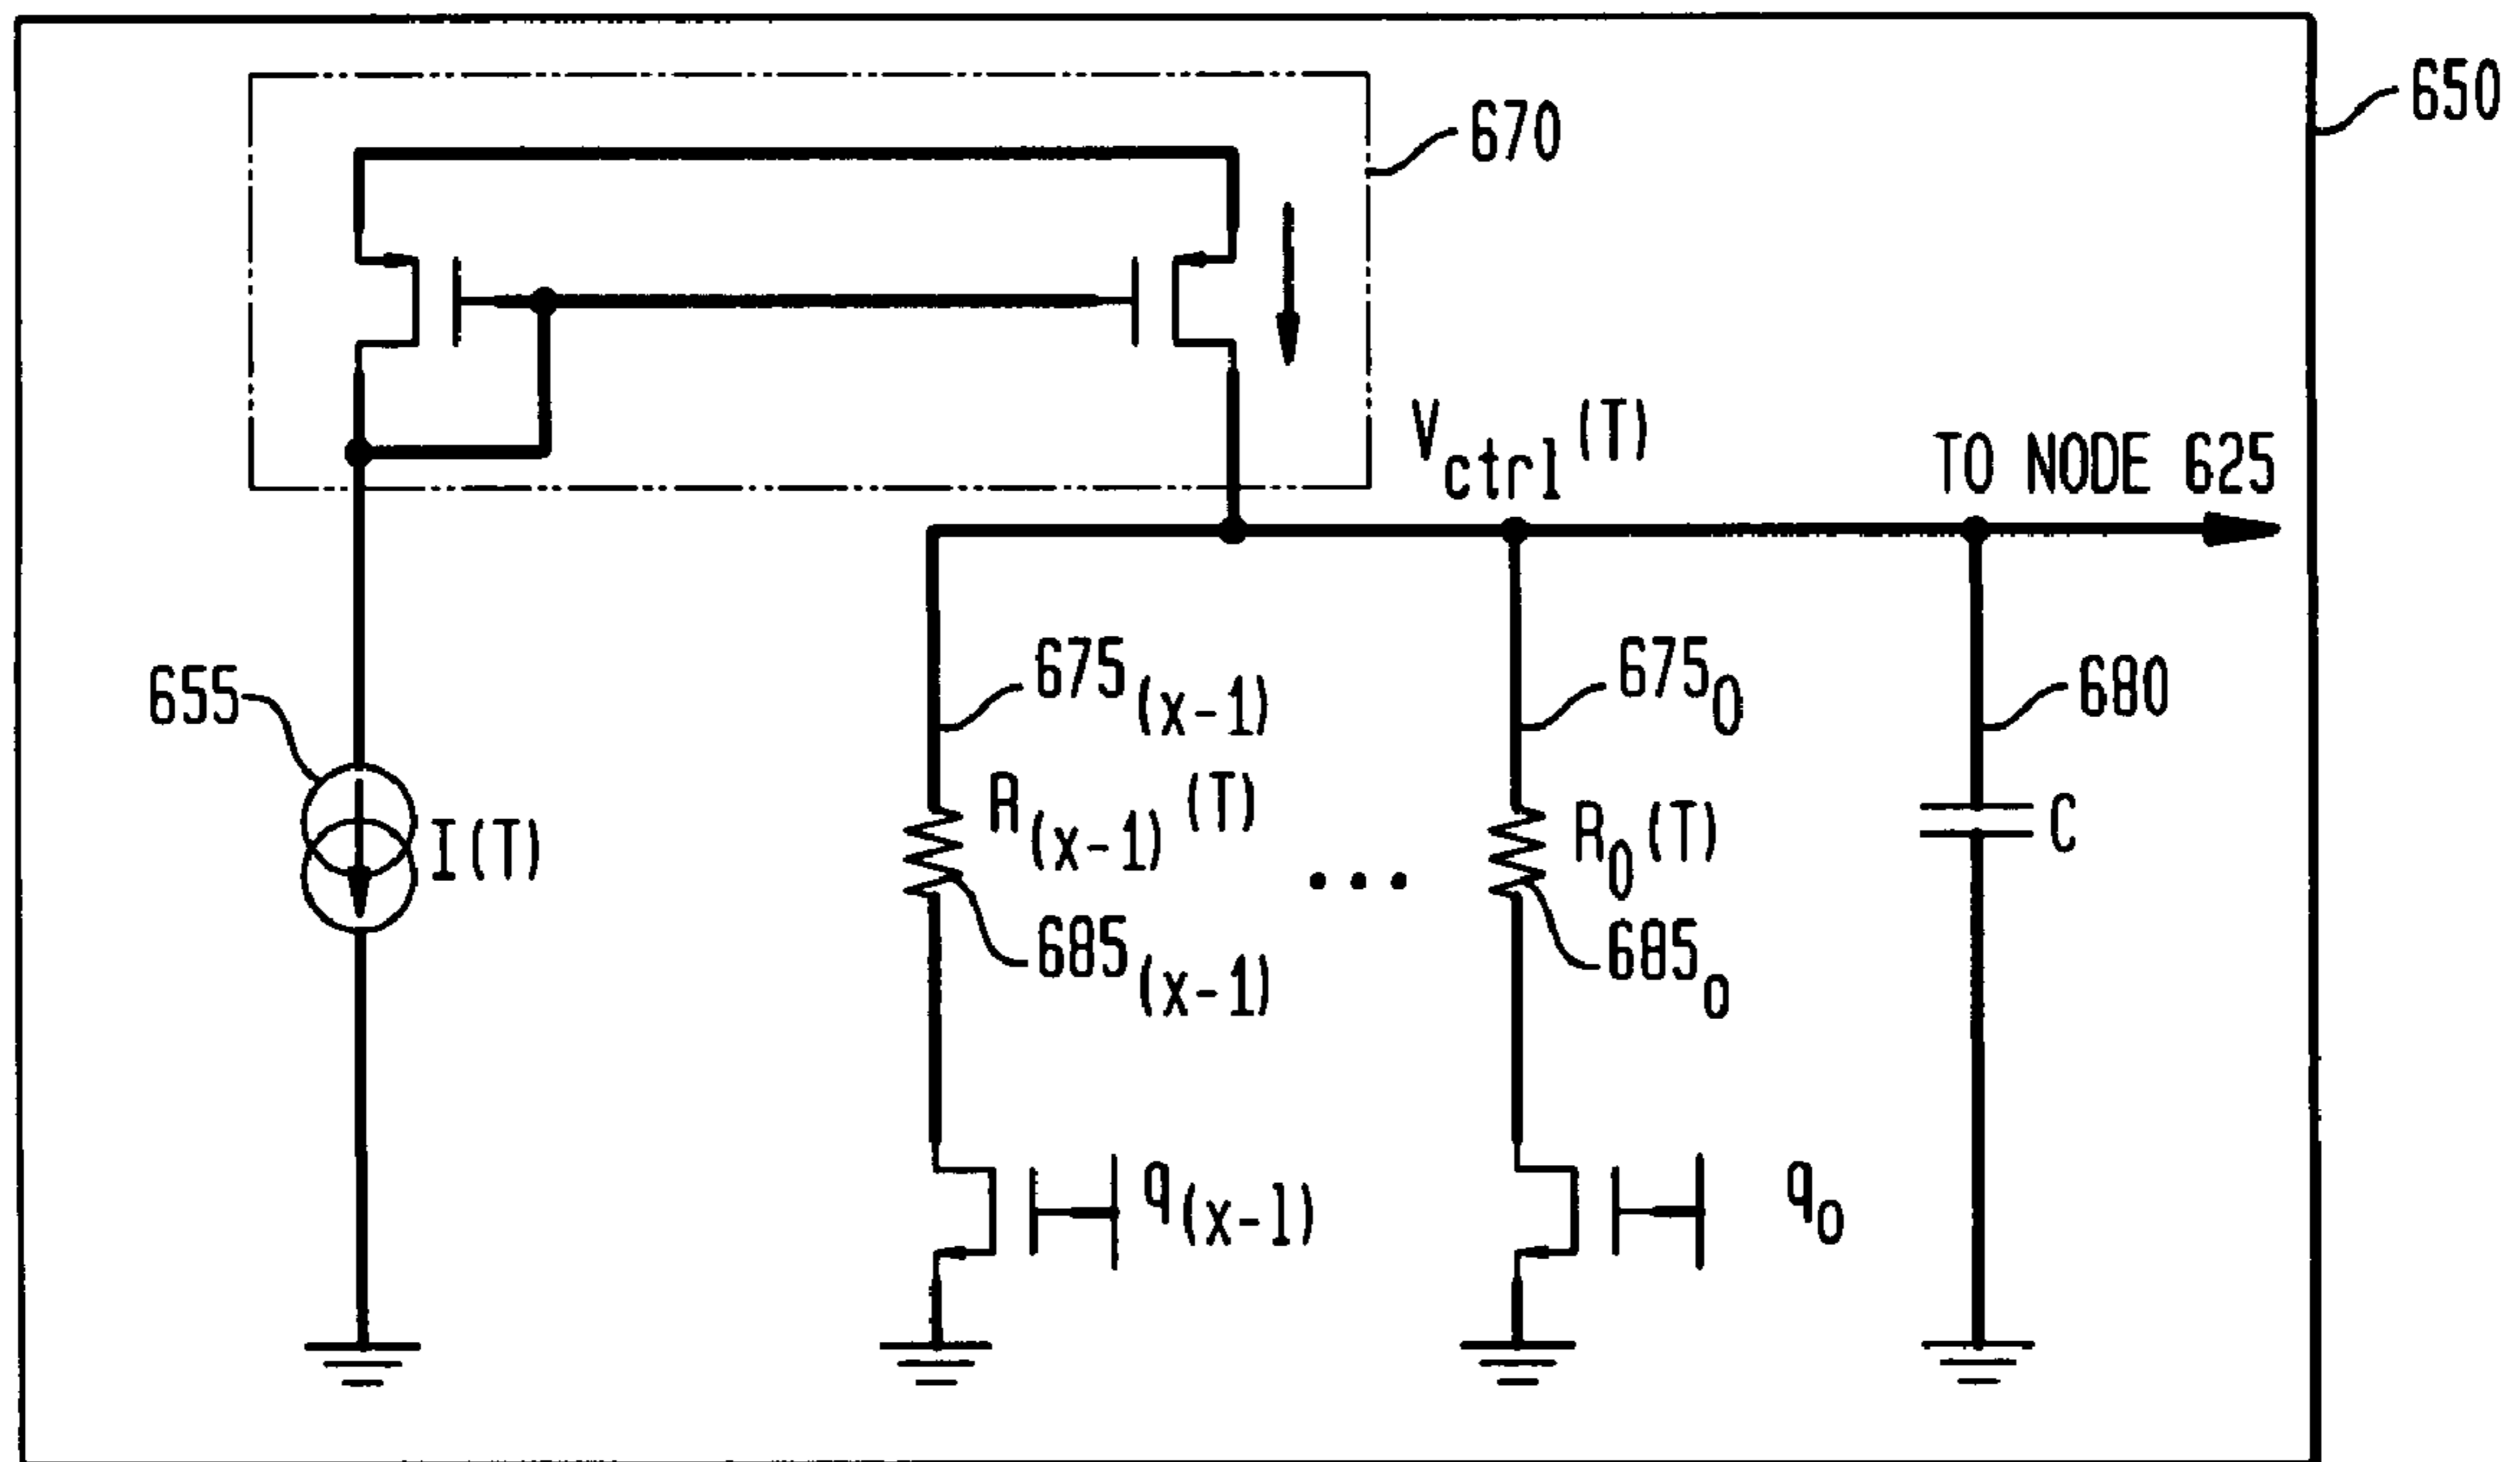 650
670
V_ctrl(T)
TO NODE 625
675_(x-1)
675_0
680
655
R_(x-1)(T)
R_0(T)
C
I(T)
...
685_(x-1)
685_0
q_(x-1)
q_0